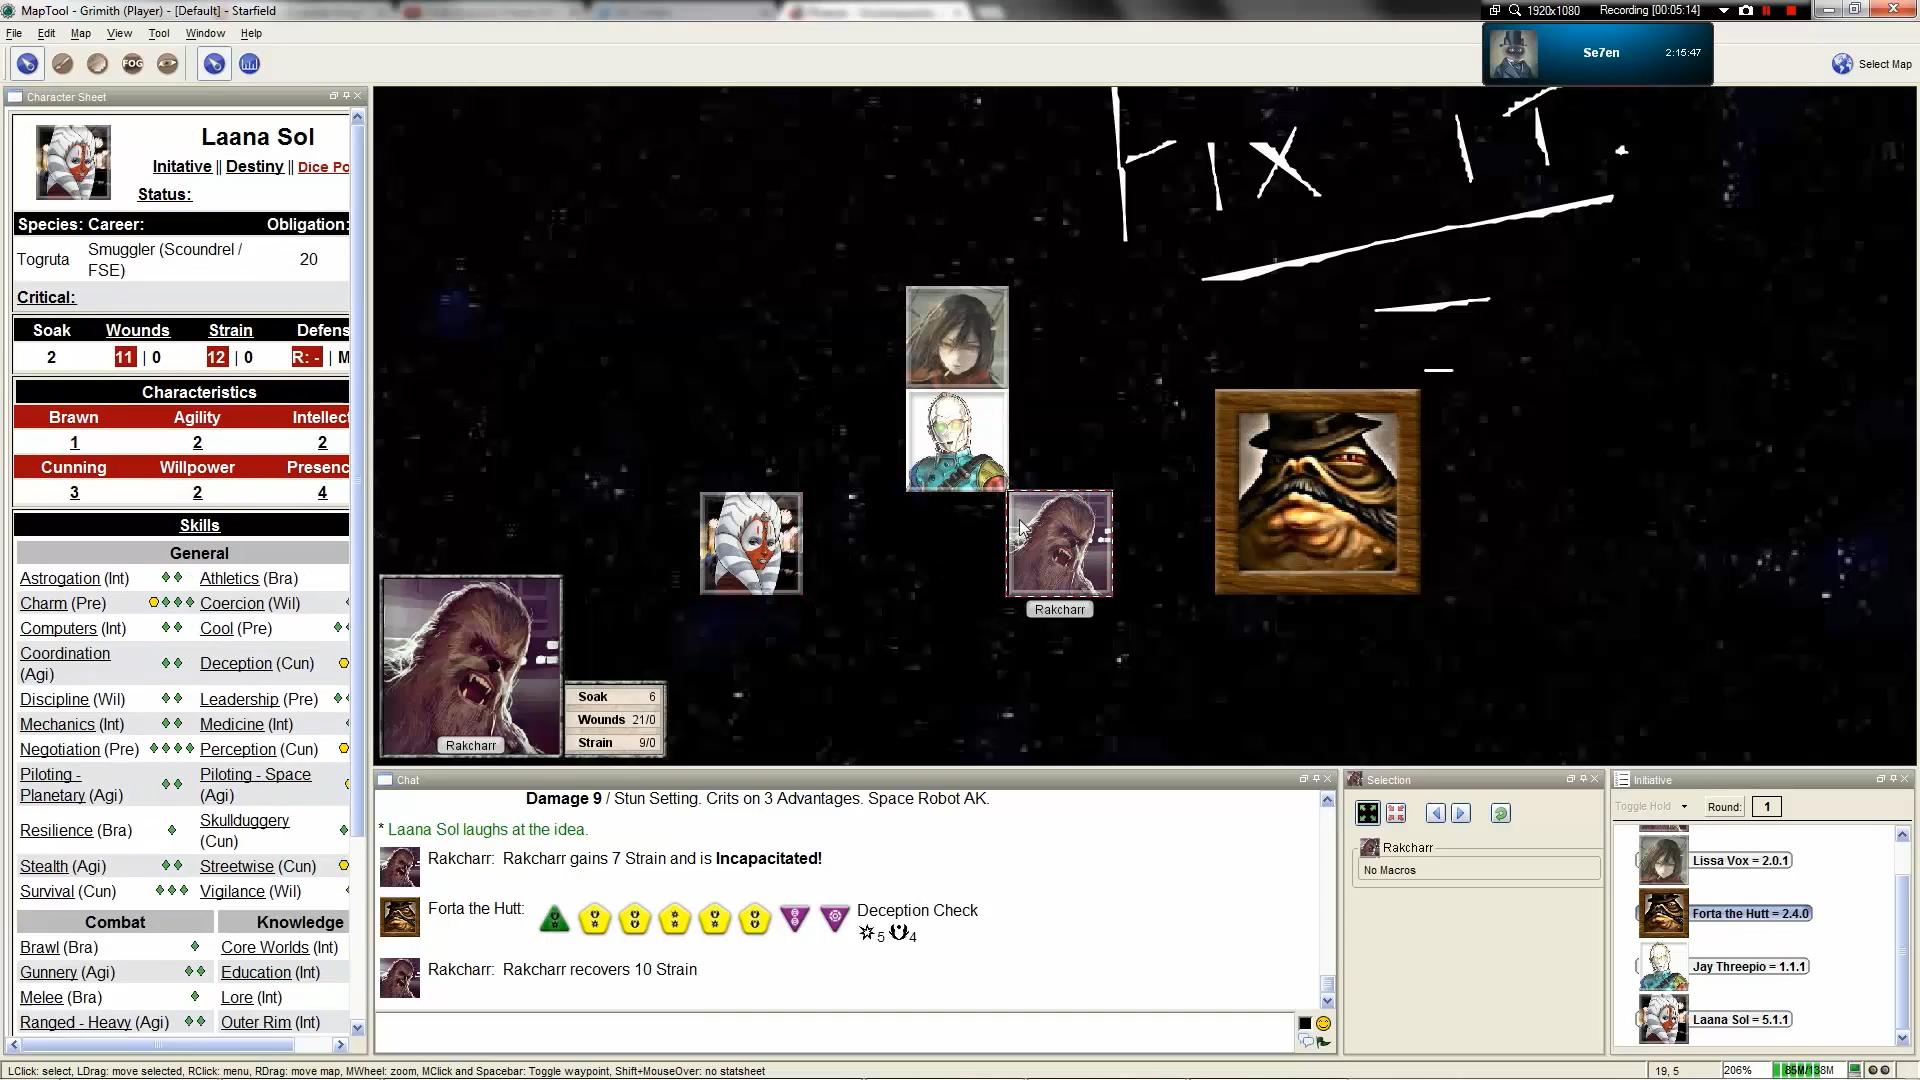 MapTool - Grimith (Player) - [Default] - Starfield
1920x1080
Recording [00:05:14]
File Edit Map View Tool Window Help
FOG
Se7en
2:15:47
Select Map
Character Sheet
Laana Sol
Initative || Destiny || Dice Po
Status:
Species: Career: Obligation:
Togruta Smuggler (Scoundrel / FSE) 20
Critical:
Soak Wounds Strain Defens
2 11 | 0 12 | 0 R: - | M
Characteristics
Brawn Agility Intellect
1 2 2
Cunning Willpower Presenc
3 2 4
Skills
General
Astrogation (Int) Athletics (Bra)
Charm (Pre) Coercion (Wil)
Computers (Int) Cool (Pre)
Coordination (Agi) Deception (Cun)
Discipline (Wil) Leadership (Pre)
Mechanics (Int) Medicine (Int)
Negotiation (Pre) Perception (Cun)
Piloting - Planetary (Agi) Piloting - Space (Agi)
Resilience (Bra) Skullduggery (Cun)
Stealth (Agi) Streetwise (Cun)
Survival (Cun) Vigilance (Wil)
Combat Knowledge
Brawl (Bra) Core Worlds (Int)
Gunnery (Agi) Education (Int)
Melee (Bra) Lore (Int)
Ranged - Heavy (Agi) Outer Rim (Int)
FIX IT.
Rakcharr
Rakcharr
Soak 6
Wounds 21/0
Strain 9/0
Chat
Damage 9 / Stun Setting. Crits on 3 Advantages. Space Robot AK.
* Laana Sol laughs at the idea.
Rakcharr: Rakcharr gains 7 Strain and is Incapacitated!
Forta the Hutt: Deception Check
5 4
Rakcharr: Rakcharr recovers 10 Strain
Selection
Rakcharr
No Macros
Initiative
Toggle Hold Round: 1
Lissa Vox = 2.0.1
Forta the Hutt = 2.4.0
Jay Threepio = 1.1.1
Laana Sol = 5.1.1
LClick: select, LDrag: move selected, RClick: menu, RDrag: move map, MWheel: zoom, MClick and Spacebar: Toggle waypoint, Shift+MouseOver: no statsheet
19, 5
206%
85M/138M